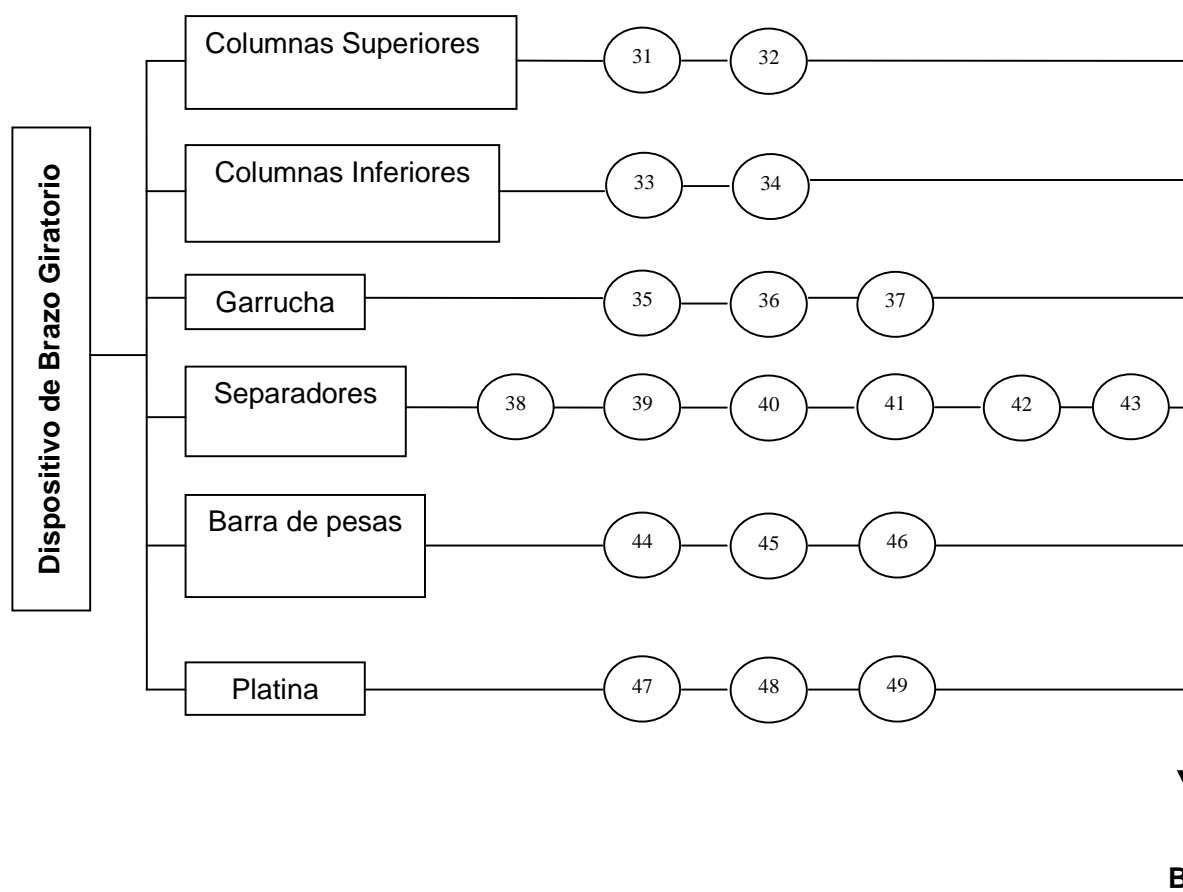 Dispositivo de Brazo Giratorio
Columnas Superiores
31
32
Columnas Inferiores
33
34
Garrucha
35
36
37
Separadores
38
39
40
41
42
43
Barra de pesas
44
45
46
Platina
47
48
49
B